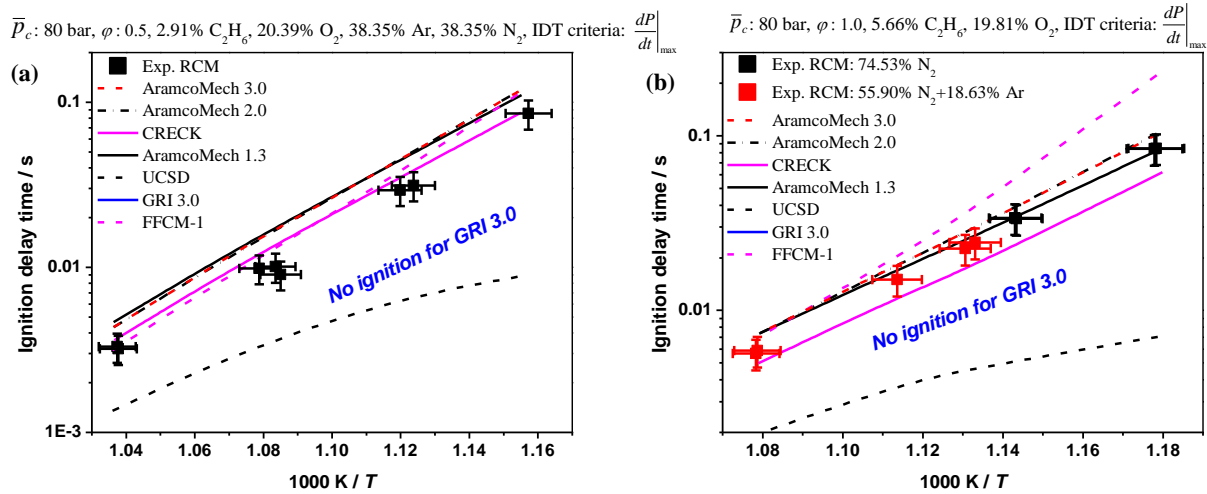 p̅c: 80 bar, φ: 0.5, 2.91% C2H6, 20.39% O2, 38.35% Ar, 38.35% N2, IDT criteria: dP/dt|max
(a)
Exp. RCM
AramcoMech 3.0
AramcoMech 2.0
CRECK
AramcoMech 1.3
UCSD
GRI 3.0
FFCM-1
No ignition for GRI 3.0
Ignition delay time / s
0.1
0.01
1E-3
1.04 1.06 1.08 1.10 1.12 1.14 1.16
1000 K / T
p̅c: 80 bar, φ: 1.0, 5.66% C2H6, 19.81% O2, IDT criteria: dP/dt|max
(b)
Exp. RCM: 74.53% N2
Exp. RCM: 55.90% N2+18.63% Ar
AramcoMech 3.0
AramcoMech 2.0
CRECK
AramcoMech 1.3
UCSD
GRI 3.0
FFCM-1
No ignition for GRI 3.0
Ignition delay time / s
0.1
0.01
1.08 1.10 1.12 1.14 1.16 1.18
1000 K / T